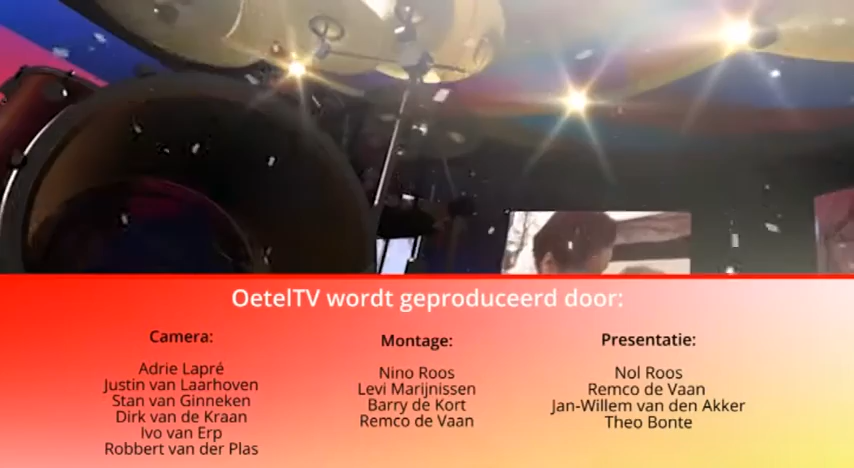 OetelTV wordt geproduceerd door:
Camera:
Adrie Lapré
Justin van Laarhoven
Stan van Ginneken
Dirk van de Kraan
Ivo van Erp
Robbert van der Plas
Montage:
Nino Roos
Levi Marijnissen
Barry de Kort
Remco de Vaan
Presentatie:
Nol Roos
Remco de Vaan
Jan-Willem van den Akker
Theo Bonte